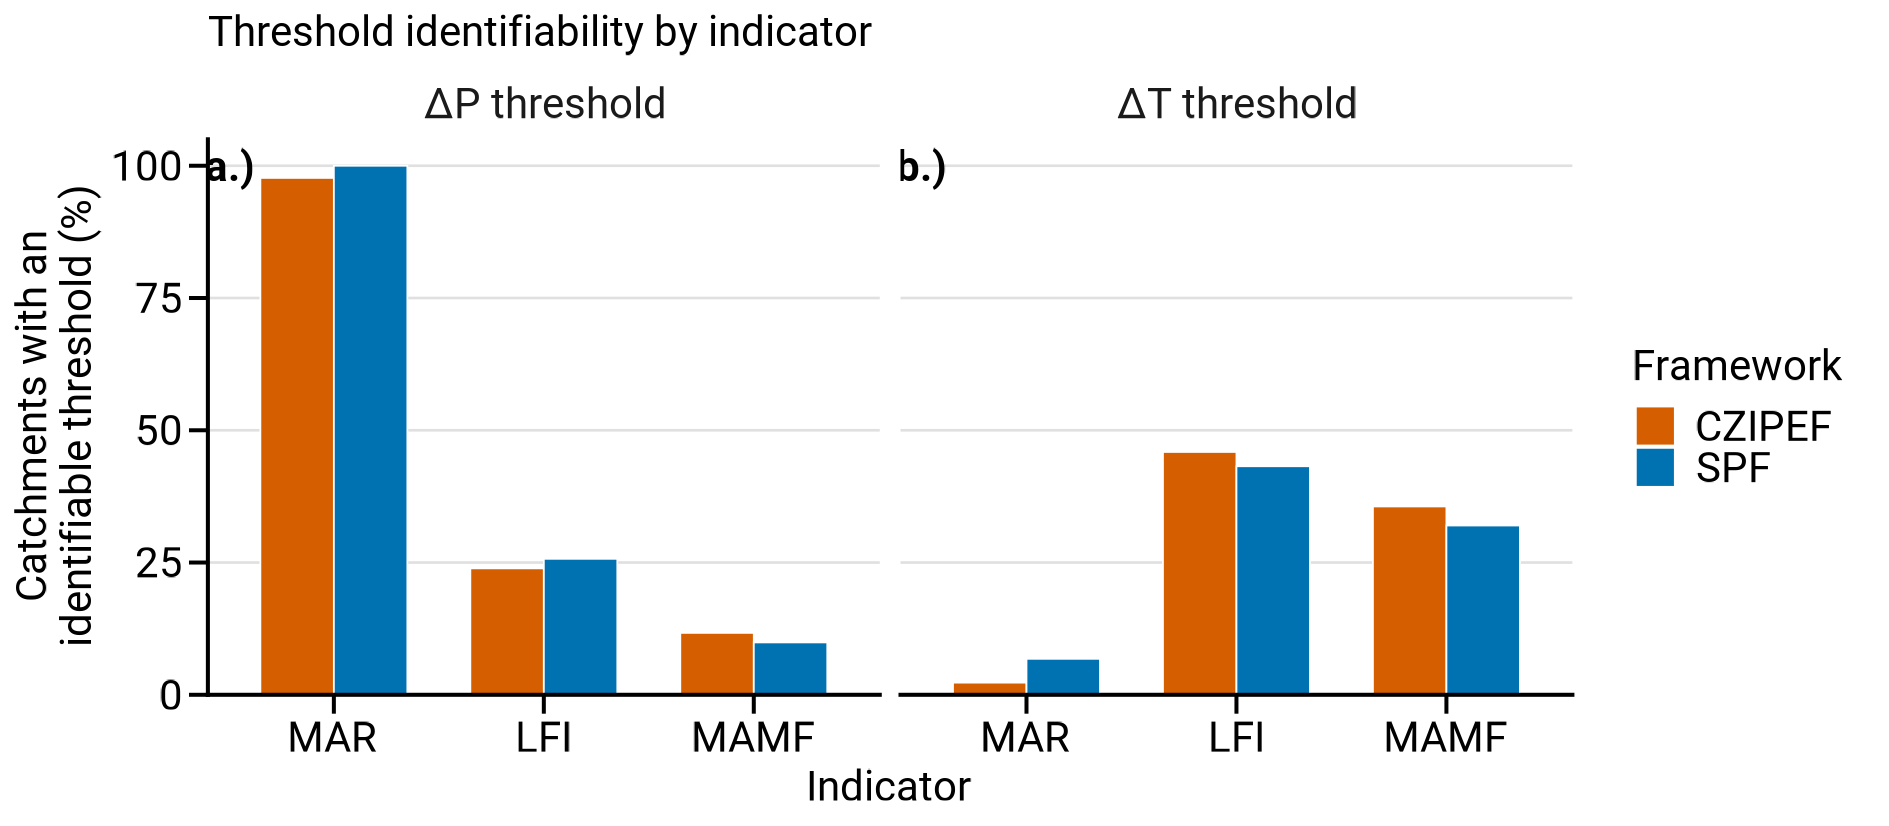 Threshold identifiability by indicator
ΔP threshold
ΔT threshold
a.)
b.)
Catchments with an
identifiable threshold (%)
100
75
50
25
0
MAR
LFI
MAMF
MAR
LFI
MAMF
Indicator
Framework
CZIPEF
SPF